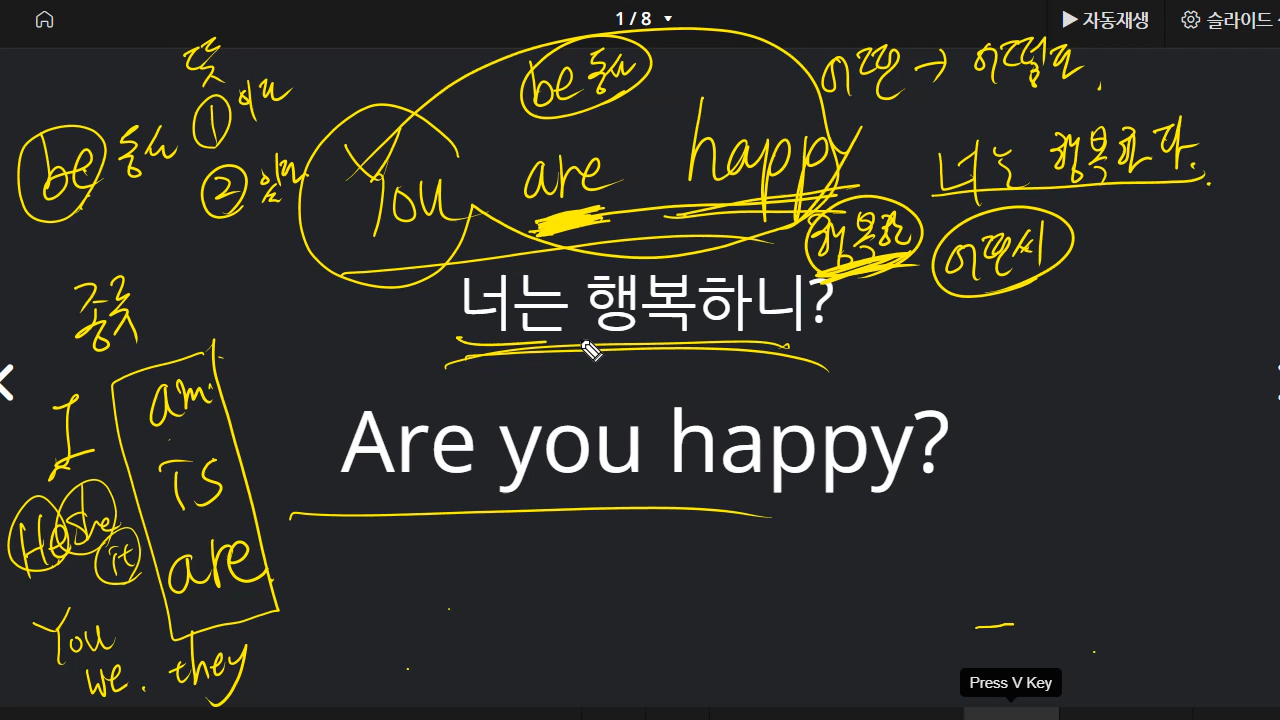 1 / 8
자동재생
슬라이드
뜻
① 이다
② 있다
be 동사
be동사
어떤 → 어떻다.
You are happy
너는 행복하다.
행복한
어떤씨
너는 행복하니?
종류
I
am
is
He
She
it
are
You
we.
they
Are you happy?
Press V Key